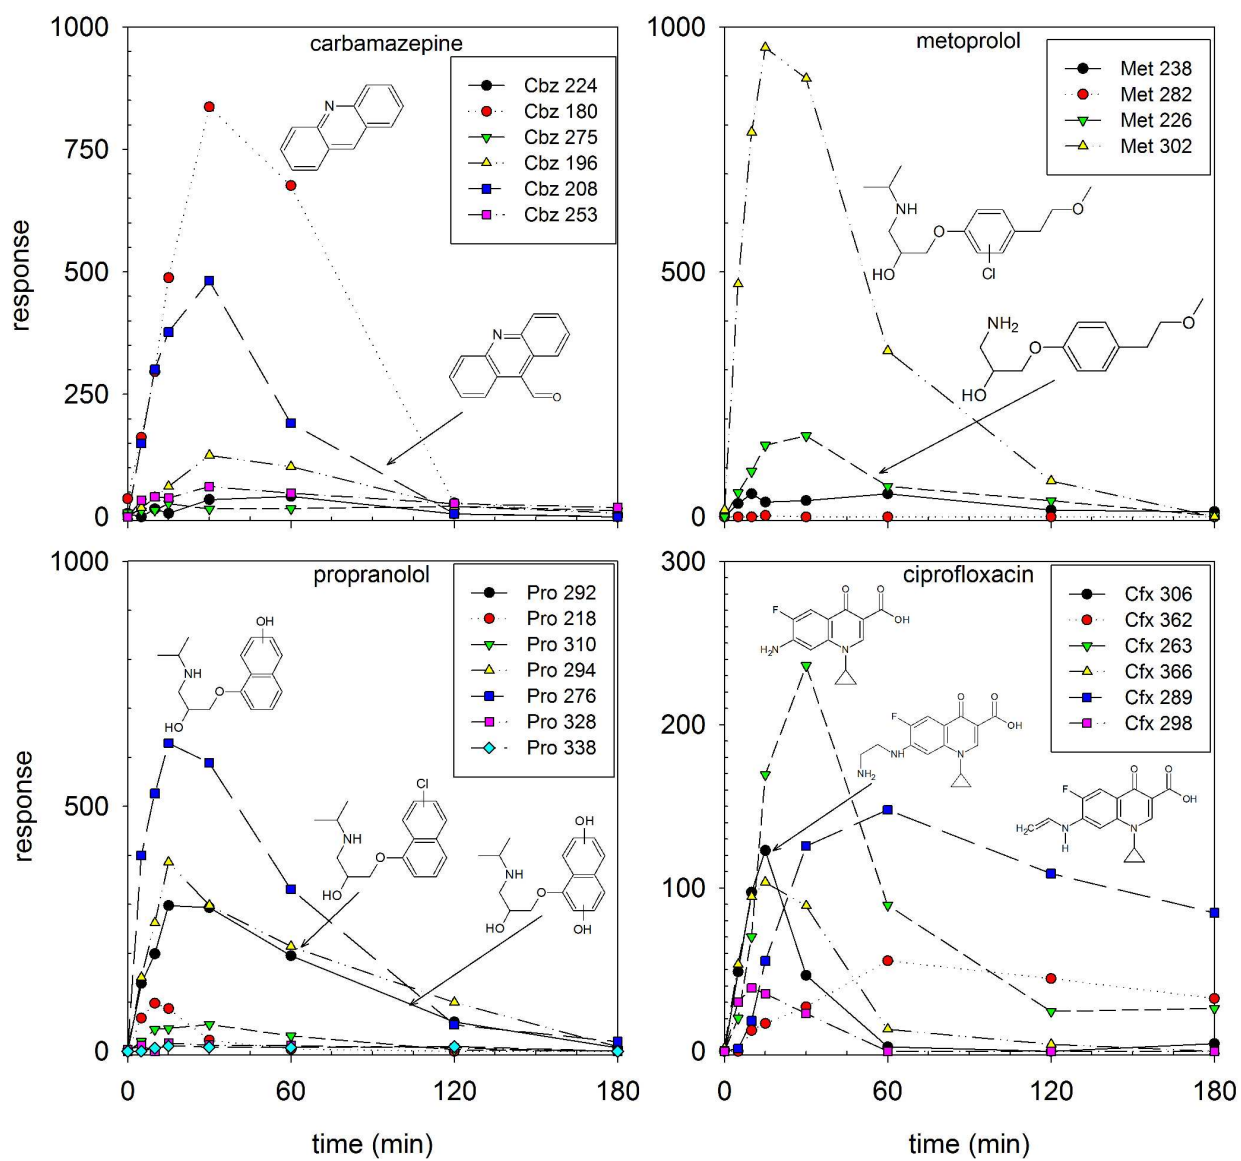 carbamazepine
1000
750
500
250
0
response
Cbz 224
Cbz 180
Cbz 275
Cbz 196
Cbz 208
Cbz 253
N
N
O
metoprolol
1000
500
0
Met 238
Met 282
Met 226
Met 302
NH
O
O
HO
Cl
NH2
O
O
HO
propranolol
1000
500
0
response
0
60
120
180
time (min)
Pro 292
Pro 218
Pro 310
Pro 294
Pro 276
Pro 328
Pro 338
OH
NH
O
HO
Cl
NH
O
HO
OH
NH
O
HO
OH
ciprofloxacin
300
200
100
0
0
60
120
180
time (min)
Cfx 306
Cfx 362
Cfx 263
Cfx 366
Cfx 289
Cfx 298
O
O
F
OH
NH2
N
O
O
F
OH
NH
N
NH2
O
O
F
OH
H2C
N
H
N